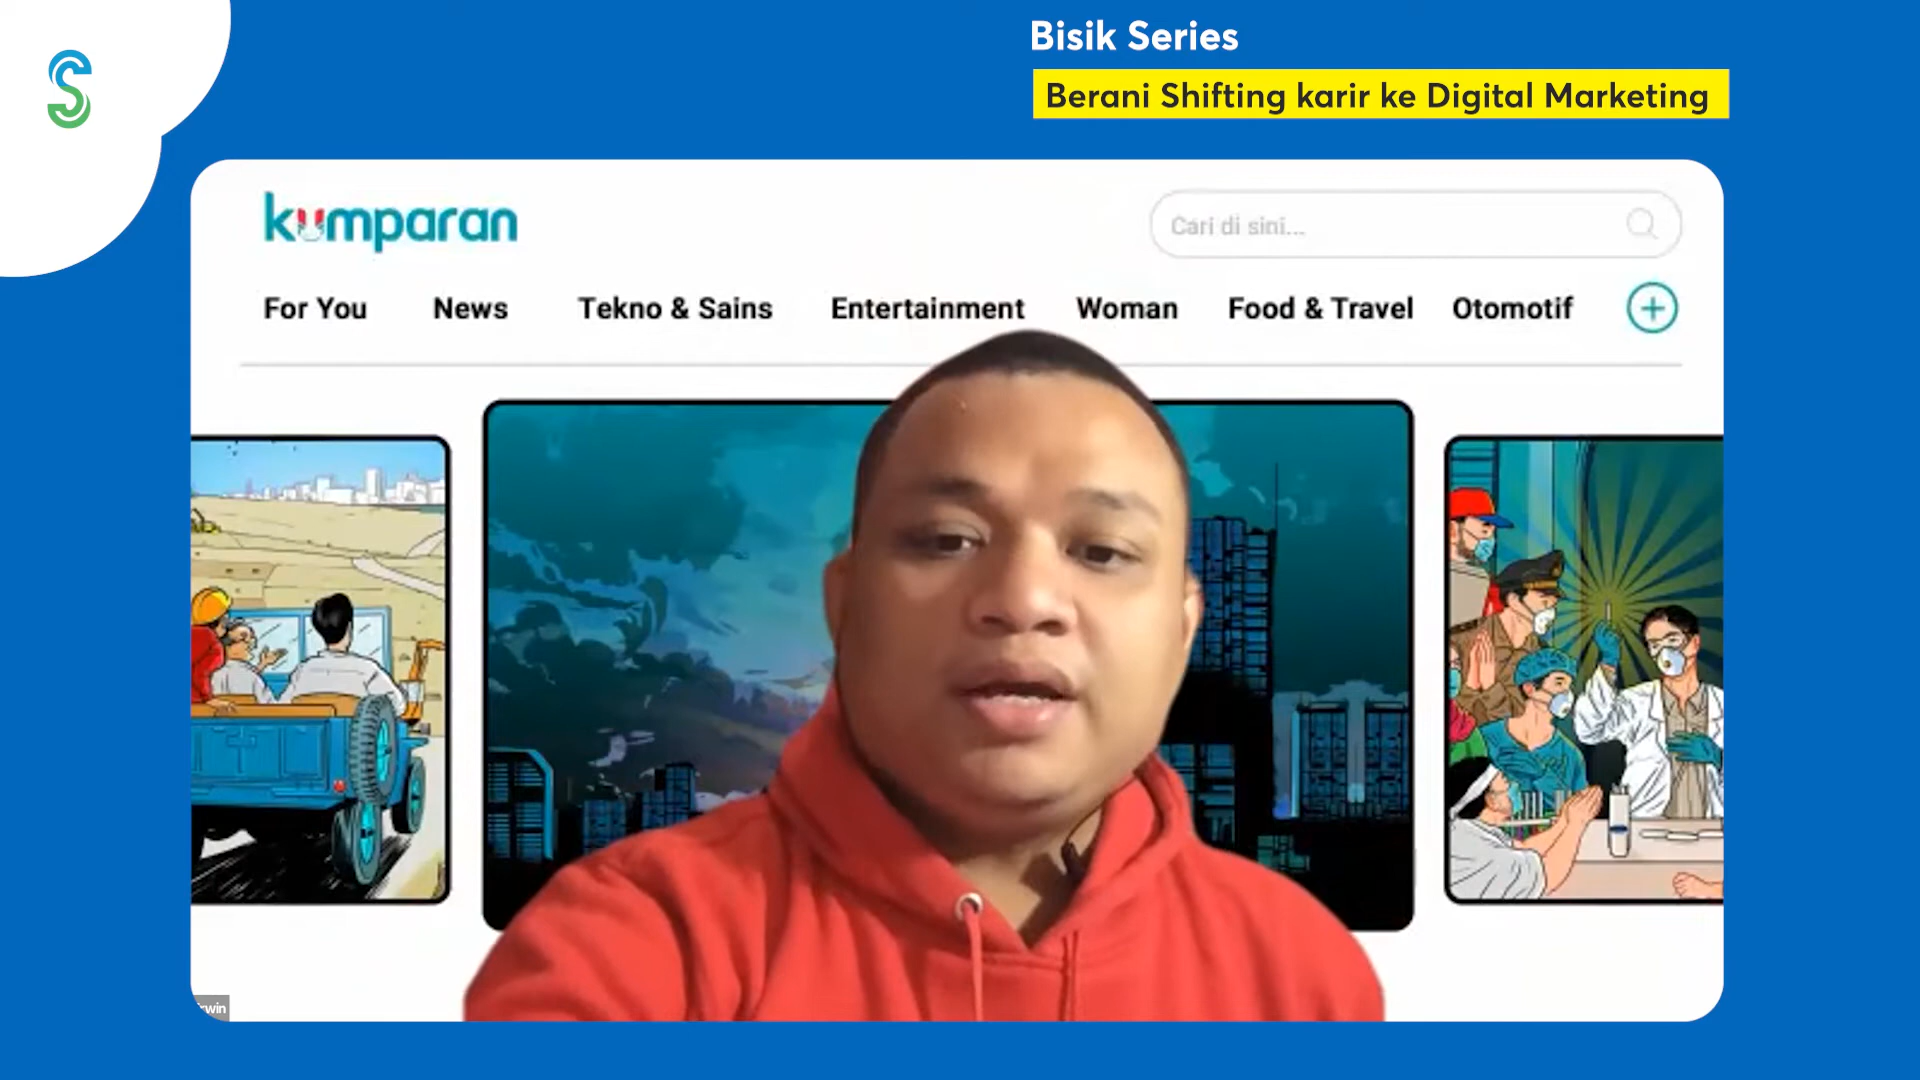 Bisik Series
Berani Shifting karir ke Digital Marketing
kumparan
Cari di sini...
For You News Tekno & Sains Entertainment Woman Food & Travel Otomotif